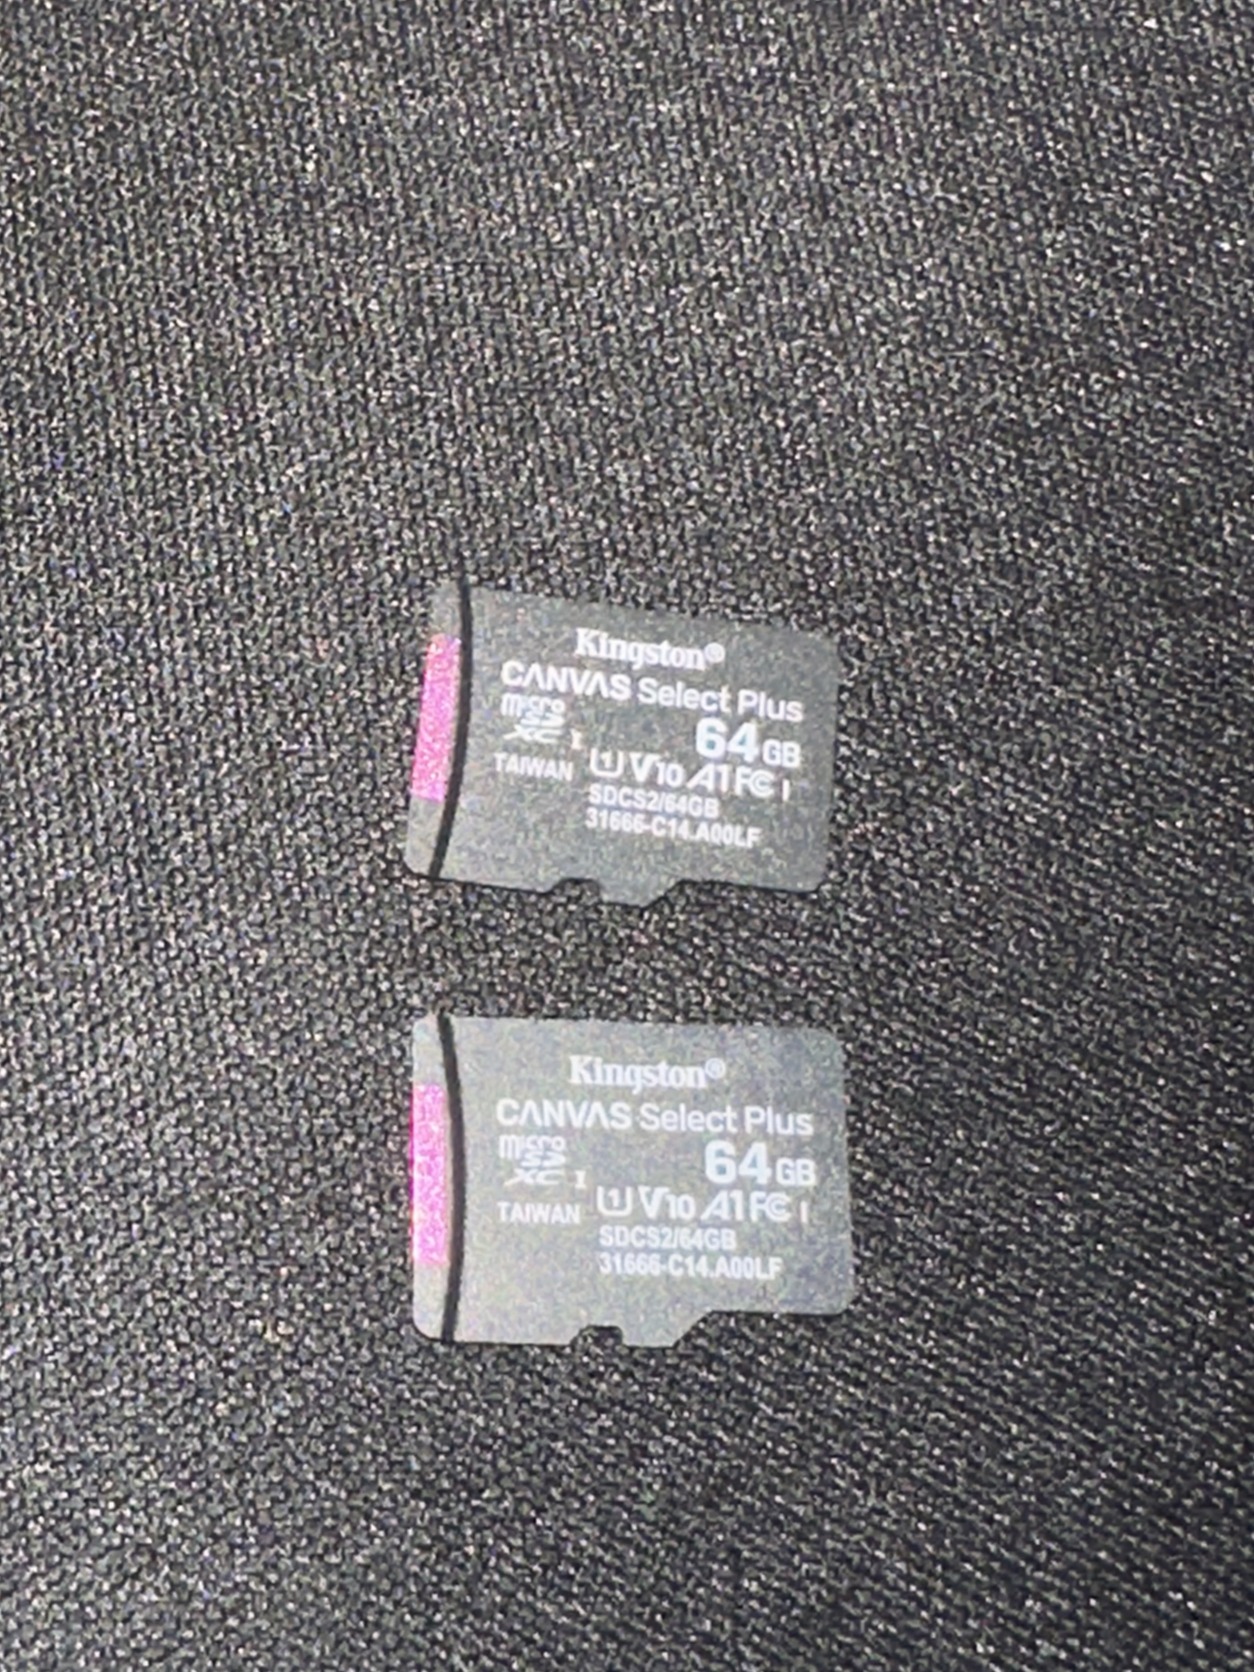 Kingston®
CANVAS Select Plus
micro SD XC I
64GB
TAIWAN U1 V10 A1 FC I
SDCS2/64GB
31666-C14.A00LF
Kingston®
CANVAS Select Plus
micro SD XC I
64GB
TAIWAN U1 V10 A1 FC I
SDCS2/64GB
31666-C14.A00LF